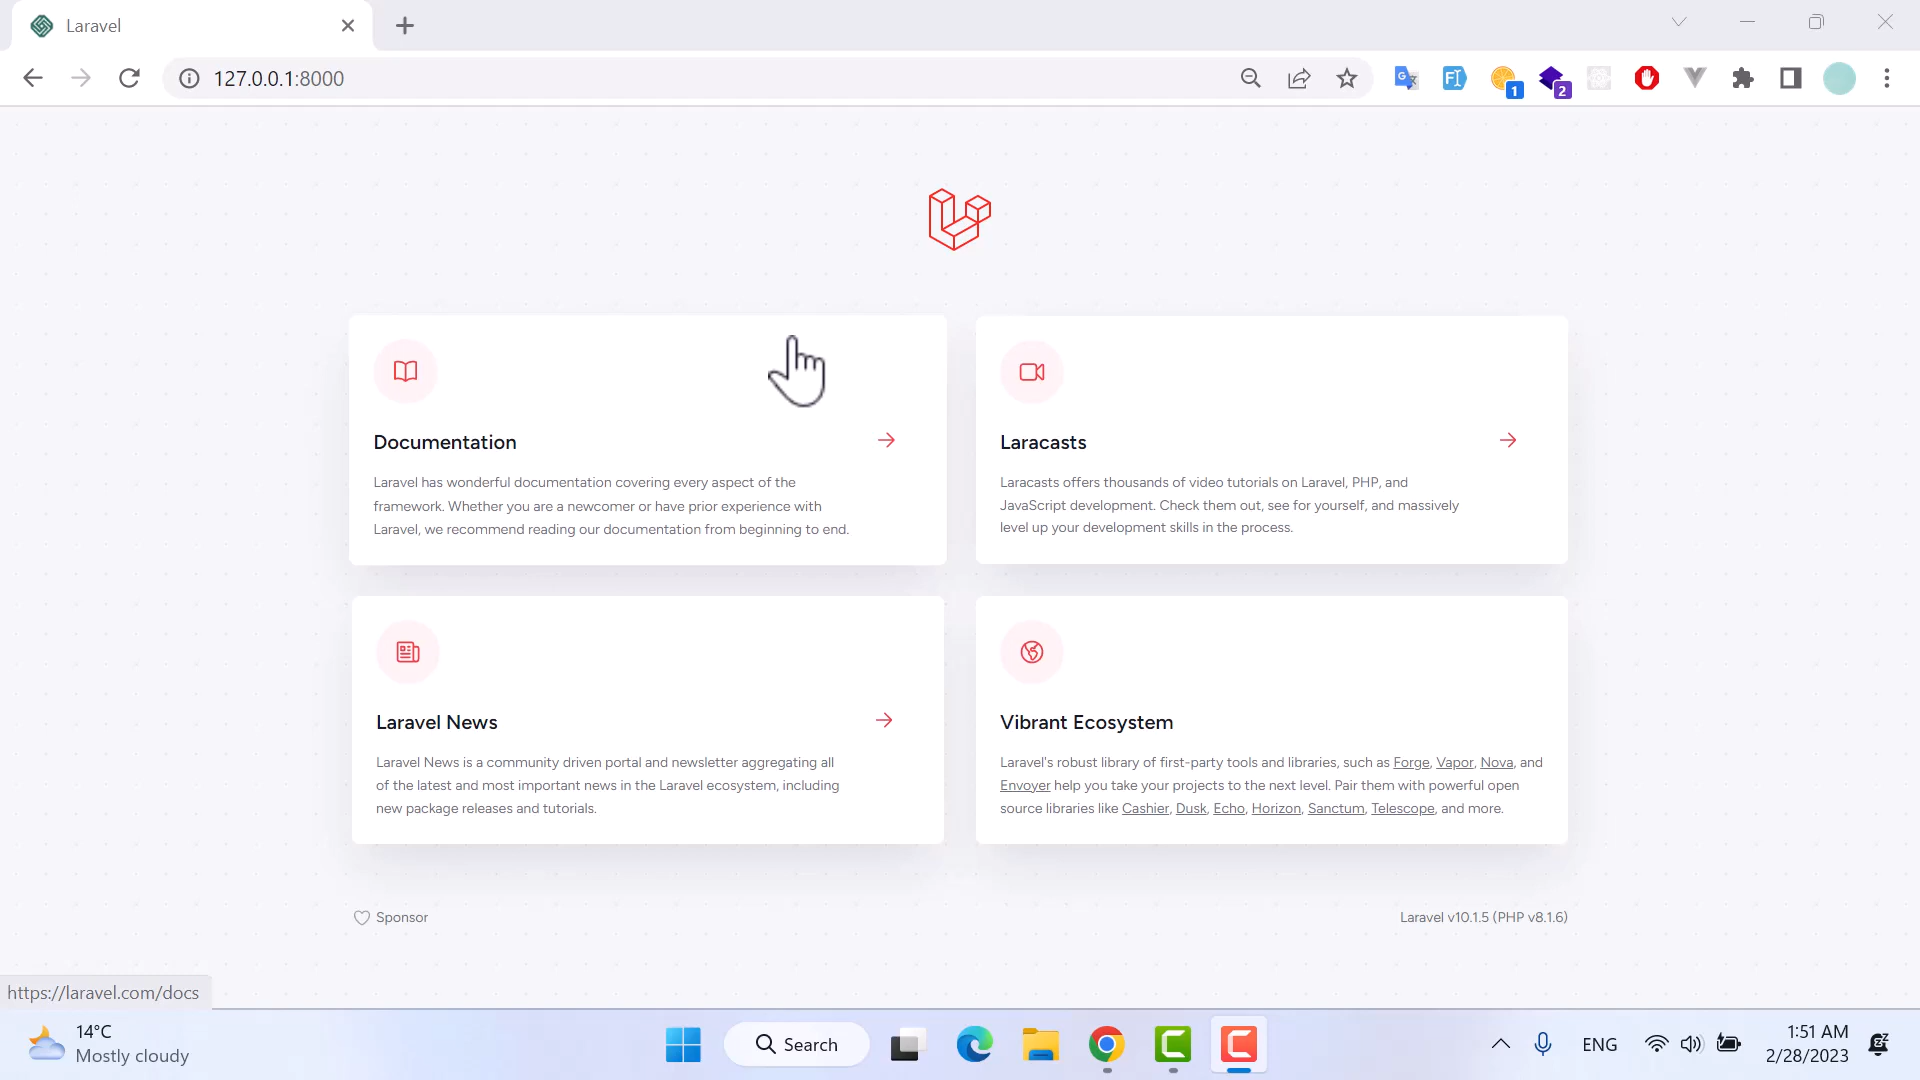 Laravel
127.0.0.1:8000
1
2
Documentation
Laravel has wonderful documentation covering every aspect of the
framework. Whether you are a newcomer or have prior experience with
Laravel, we recommend reading our documentation from beginning to end.
Laracasts
Laracasts offers thousands of video tutorials on Laravel, PHP, and
JavaScript development. Check them out, see for yourself, and massively
level up your development skills in the process.
Laravel News
Laravel News is a community driven portal and newsletter aggregating all
of the latest and most important news in the Laravel ecosystem, including
new package releases and tutorials.
Vibrant Ecosystem
Laravel's robust library of first-party tools and libraries, such as Forge, Vapor, Nova, and
Envoyer help you take your projects to the next level. Pair them with powerful open
source libraries like Cashier, Dusk, Echo, Horizon, Sanctum, Telescope, and more.
Sponsor
Laravel v10.1.5 (PHP v8.1.6)
https://laravel.com/docs
14°C
Mostly cloudy
Search
ENG
1:51 AM
2/28/2023